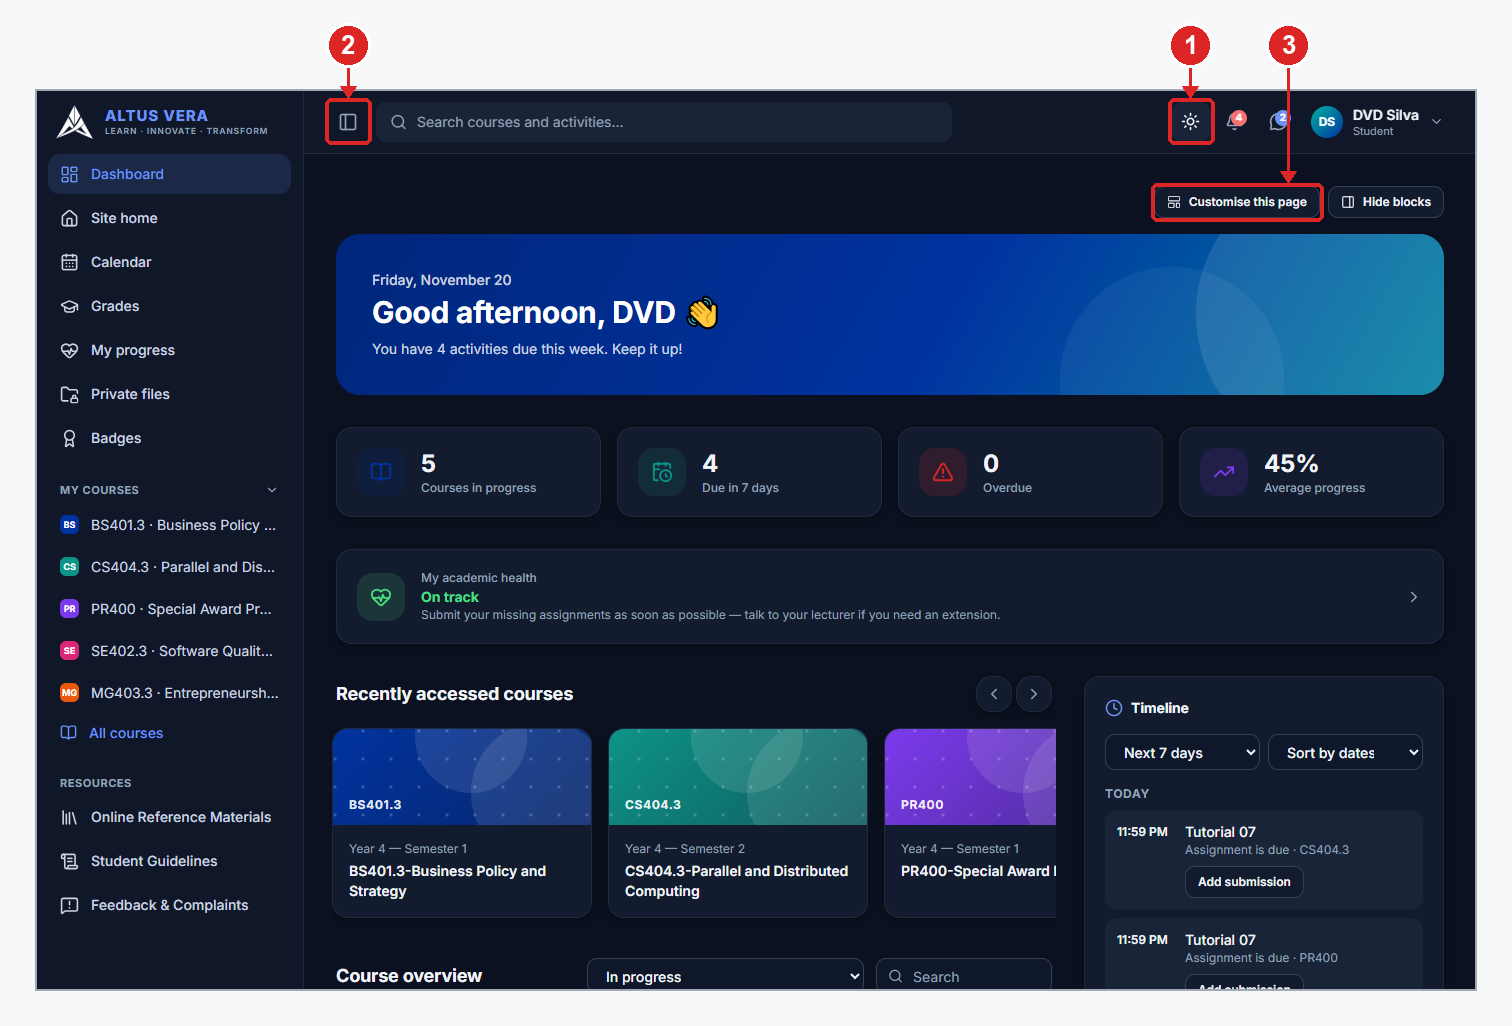 2
1
3
ALTUS VERA
LEARN · INNOVATE · TRANSFORM
Search courses and activities...
4
2
DS
DVD Silva
Student
Dashboard
Site home
Calendar
Grades
My progress
Private files
Badges
MY COURSES
BS BS401.3 · Business Policy ...
CS CS404.3 · Parallel and Dis...
PR PR400 · Special Award Pr...
SE SE402.3 · Software Qualit...
MG MG403.3 · Entrepreneursh...
All courses
RESOURCES
Online Reference Materials
Student Guidelines
Feedback & Complaints
Customise this page
Hide blocks
Friday, November 20
Good afternoon, DVD 👋
You have 4 activities due this week. Keep it up!
5
Courses in progress
4
Due in 7 days
0
Overdue
45%
Average progress
My academic health
On track
Submit your missing assignments as soon as possible — talk to your lecturer if you need an extension.
Recently accessed courses
BS401.3
Year 4 — Semester 1
BS401.3-Business Policy and
Strategy
CS404.3
Year 4 — Semester 2
CS404.3-Parallel and Distributed
Computing
PR400
Year 4 — Semester 1
PR400-Special Award
Course overview
In progress
Search
Timeline
Next 7 days
Sort by dates
TODAY
11:59 PM
Tutorial 07
Assignment is due · CS404.3
Add submission
11:59 PM
Tutorial 07
Assignment is due · PR400
Add submission